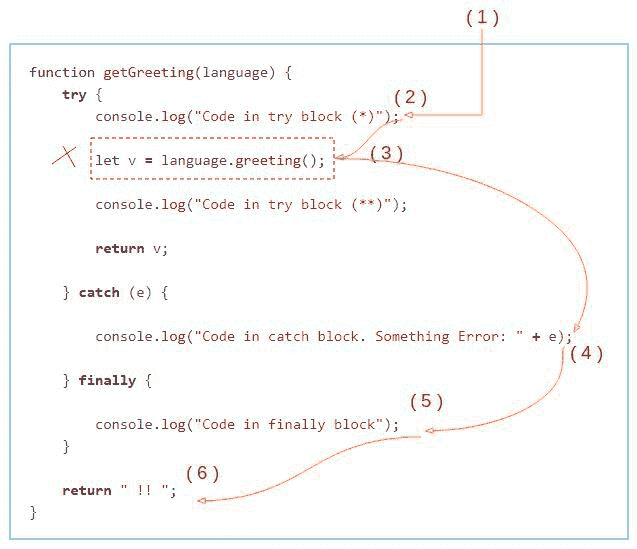 (1)
function getGreeting(language) {
try {
(2)
console.log("Code in try block (*)");
let v = language.greeting();
(3)
console.log("Code in try block (**)");
return v;
} catch (e) {
console.log("Code in catch block. Something Error: " + e);
(4)
} finally {
(5)
console.log("Code in finally block");
}
(6)
return " !! ";
}